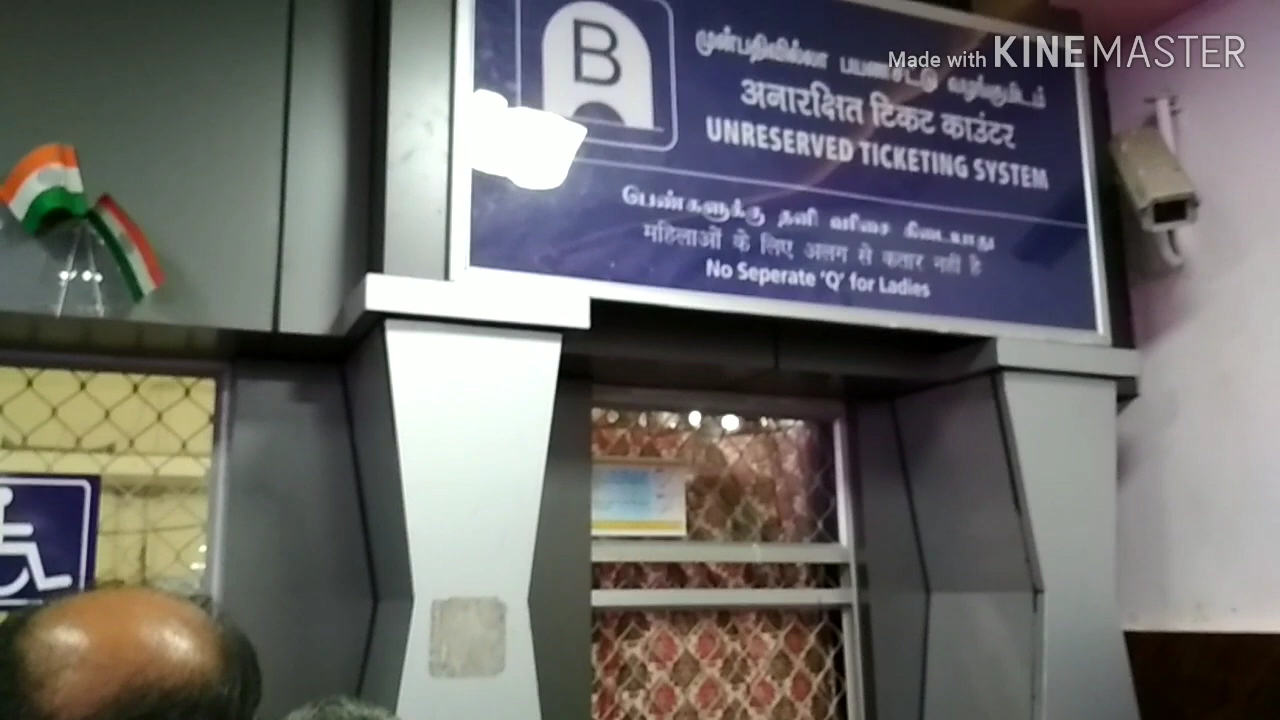 B
Made with KINEMASTER
முன்பதிவில்லா பயணச்சீட்டு வழங்குமிடம்
अनारक्षित टिकट काउंटर
UNRESERVED TICKETING SYSTEM
பெண்களுக்கு தனி வரிசை கிடையாது
महिलाओं के लिए अलग से कतार नहीं है
No Seperate 'Q' for Ladies